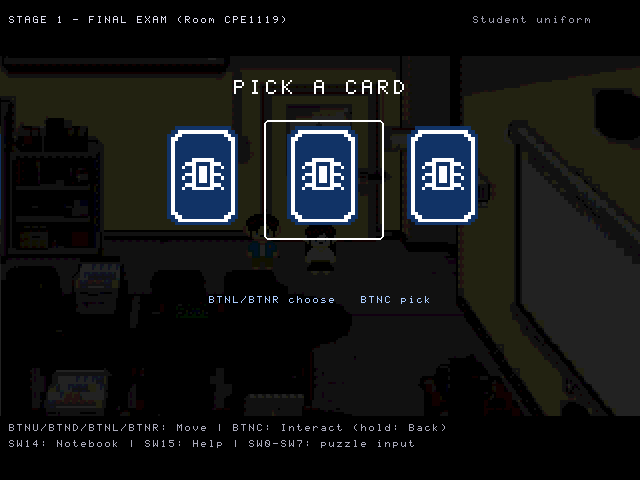 STAGE 1 - FINAL EXAM (Room CPE1119)
Student uniform
PICK A CARD
BTNL/BTNR choose BTNC pick
BTNU/BTND/BTNL/BTNR: Move | BTNC: Interact (hold: Back)
SW14: Notebook | SW15: Help | SW0-SW7: puzzle input